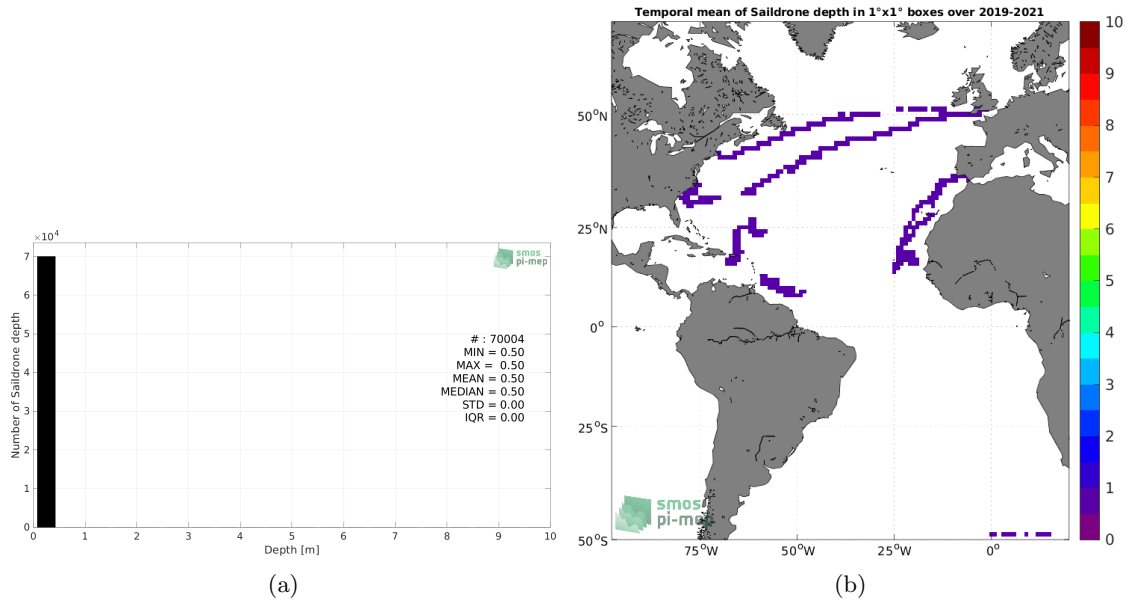 ×10⁴
7
6
5
4
3
2
1
0
Number of Saildrone depth
smos
pi-mep
# : 70004
MIN = 0.50
MAX = 0.50
MEAN = 0.50
MEDIAN = 0.50
STD = 0.00
IQR = 0.00
0 1 2 3 4 5 6 7 8 9 10
Depth [m]
(a)
Temporal mean of Saildrone depth in 1°x1° boxes over 2019-2021
50°N
25°N
0°
25°S
50°S
75°W 50°W 25°W 0°
smos
pi-mep
10
9
8
7
6
5
4
3
2
1
0
(b)